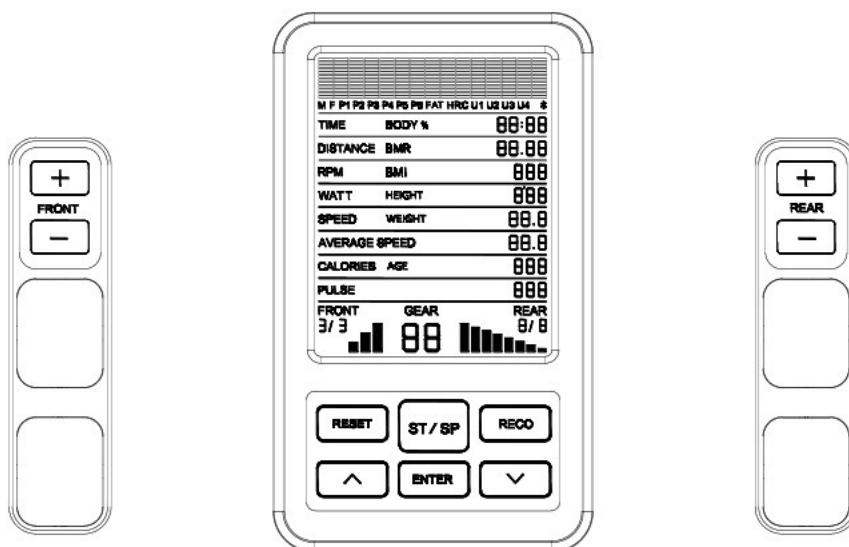 M F P1 P2 P3 P4 P5 P6 FAT HRC U1 U2 U3 U4 *
TIME BODY % 88:88
DISTANCE BMR 88.88
RPM BMI 888
WATT HEIGHT 8'88
SPEED WEIGHT 88.8
AVERAGE SPEED 88.8
CALORIES AGE 888
PULSE 888
FRONT GEAR REAR
3/3 88 8/8
RESET ST/SP RECO
ENTER
+
FRONT
−
+
REAR
−